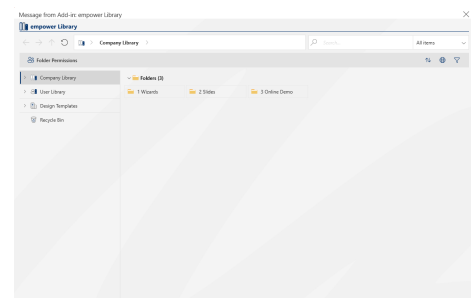 Message from Add-in: empower Library
empower Library
Company Library
Search...
All items
Folder Permissions
Company Library
User Library
Design Templates
Recycle Bin
Folders (3)
1 Wizards
2 Slides
3 Online Demo